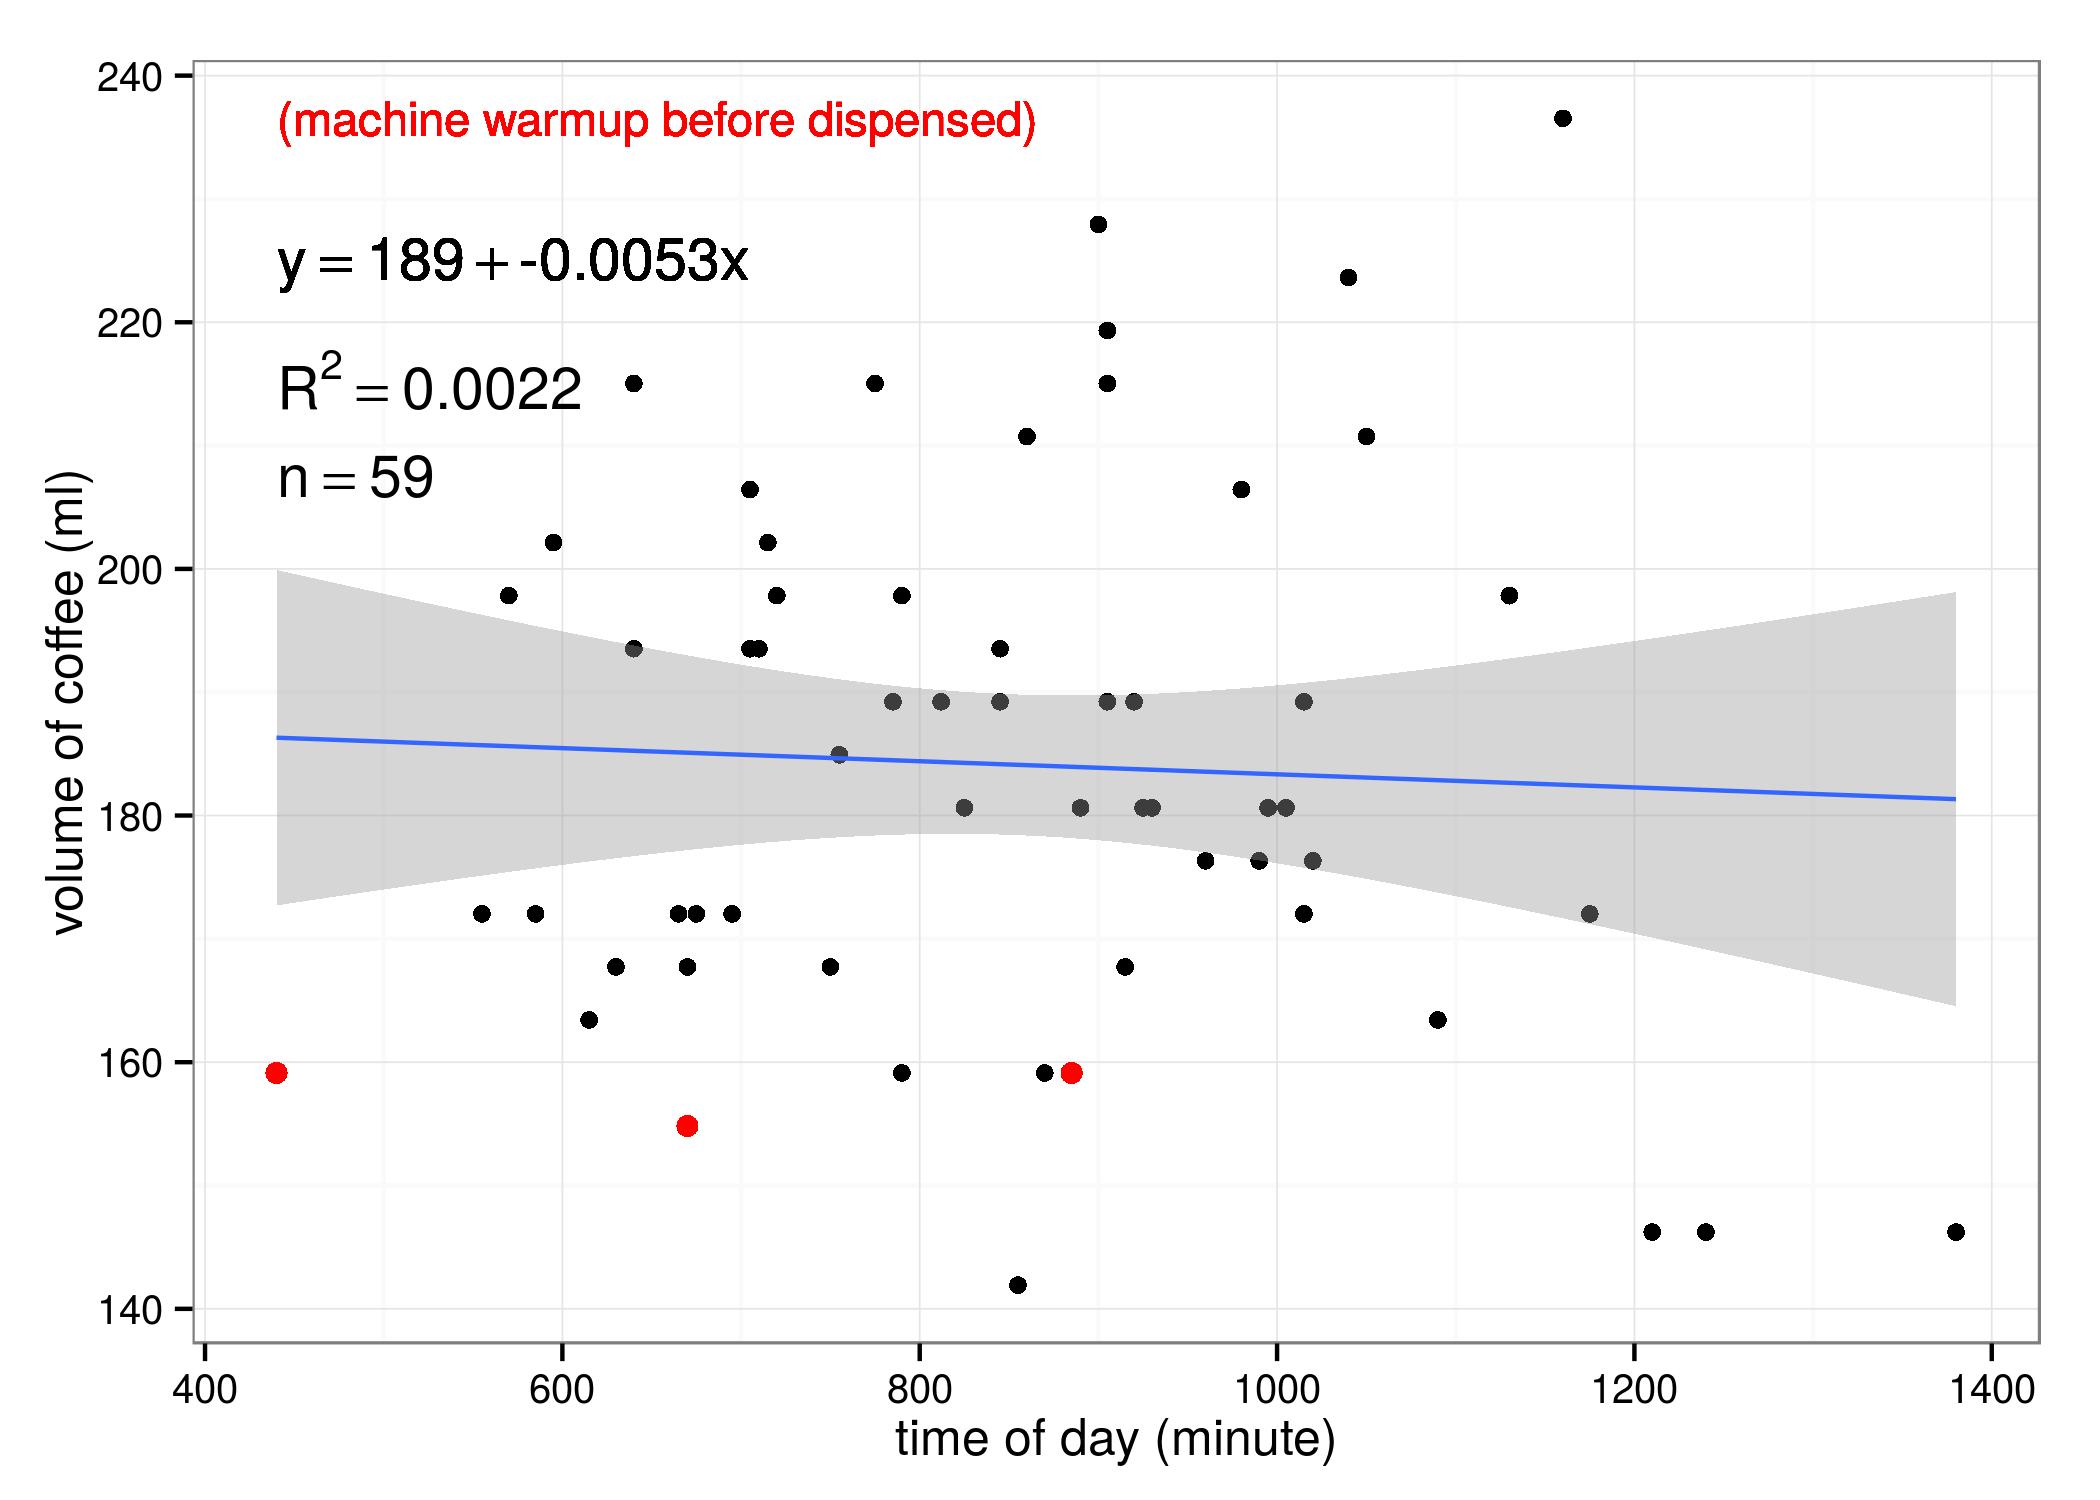 240
(machine warmup before dispensed)
y = 189 + -0.0053x
220
R² = 0.0022
n = 59
200
180
160
140
volume of coffee (ml)
400 600 800 1000 1200 1400
time of day (minute)